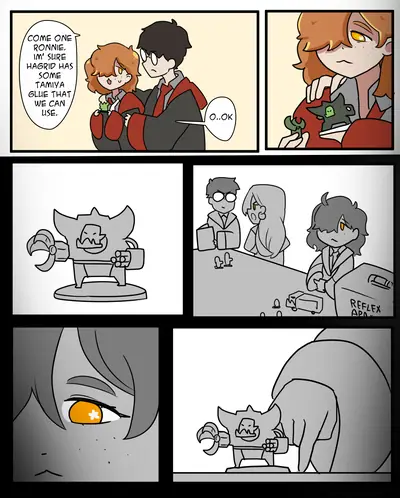 COME ONE
RONNIE.
IM' SURE
HAGRID HAS
SOME
TAMIYA
GLUE THAT
WE CAN
USE.
O..OK
REFLEX
APA